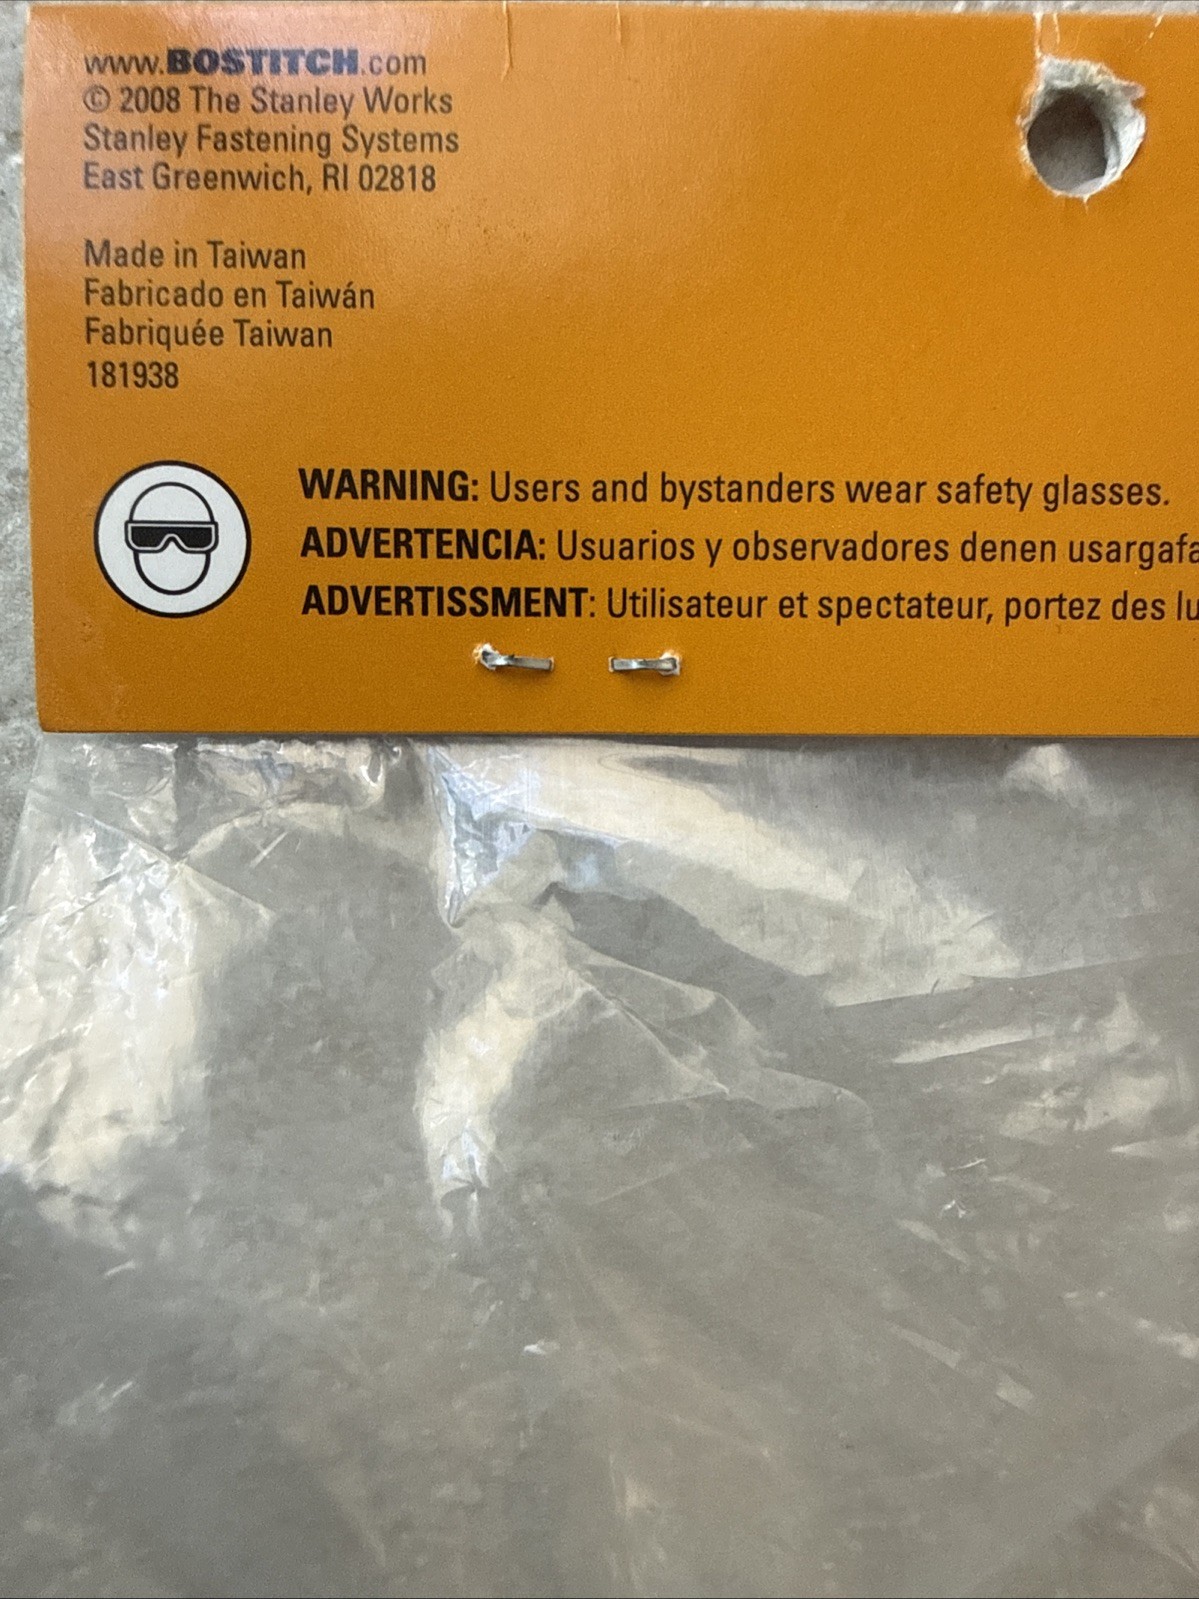 www.BOSTITCH.com
© 2008 The Stanley Works
Stanley Fastening Systems
East Greenwich, RI 02818
Made in Taiwan
Fabricado en Taiwán
Fabriquée Taiwan
181938
WARNING: Users and bystanders wear safety glasses.
ADVERTENCIA: Usuarios y observadores denen usargafa
ADVERTISSMENT: Utilisateur et spectateur, portez des lu